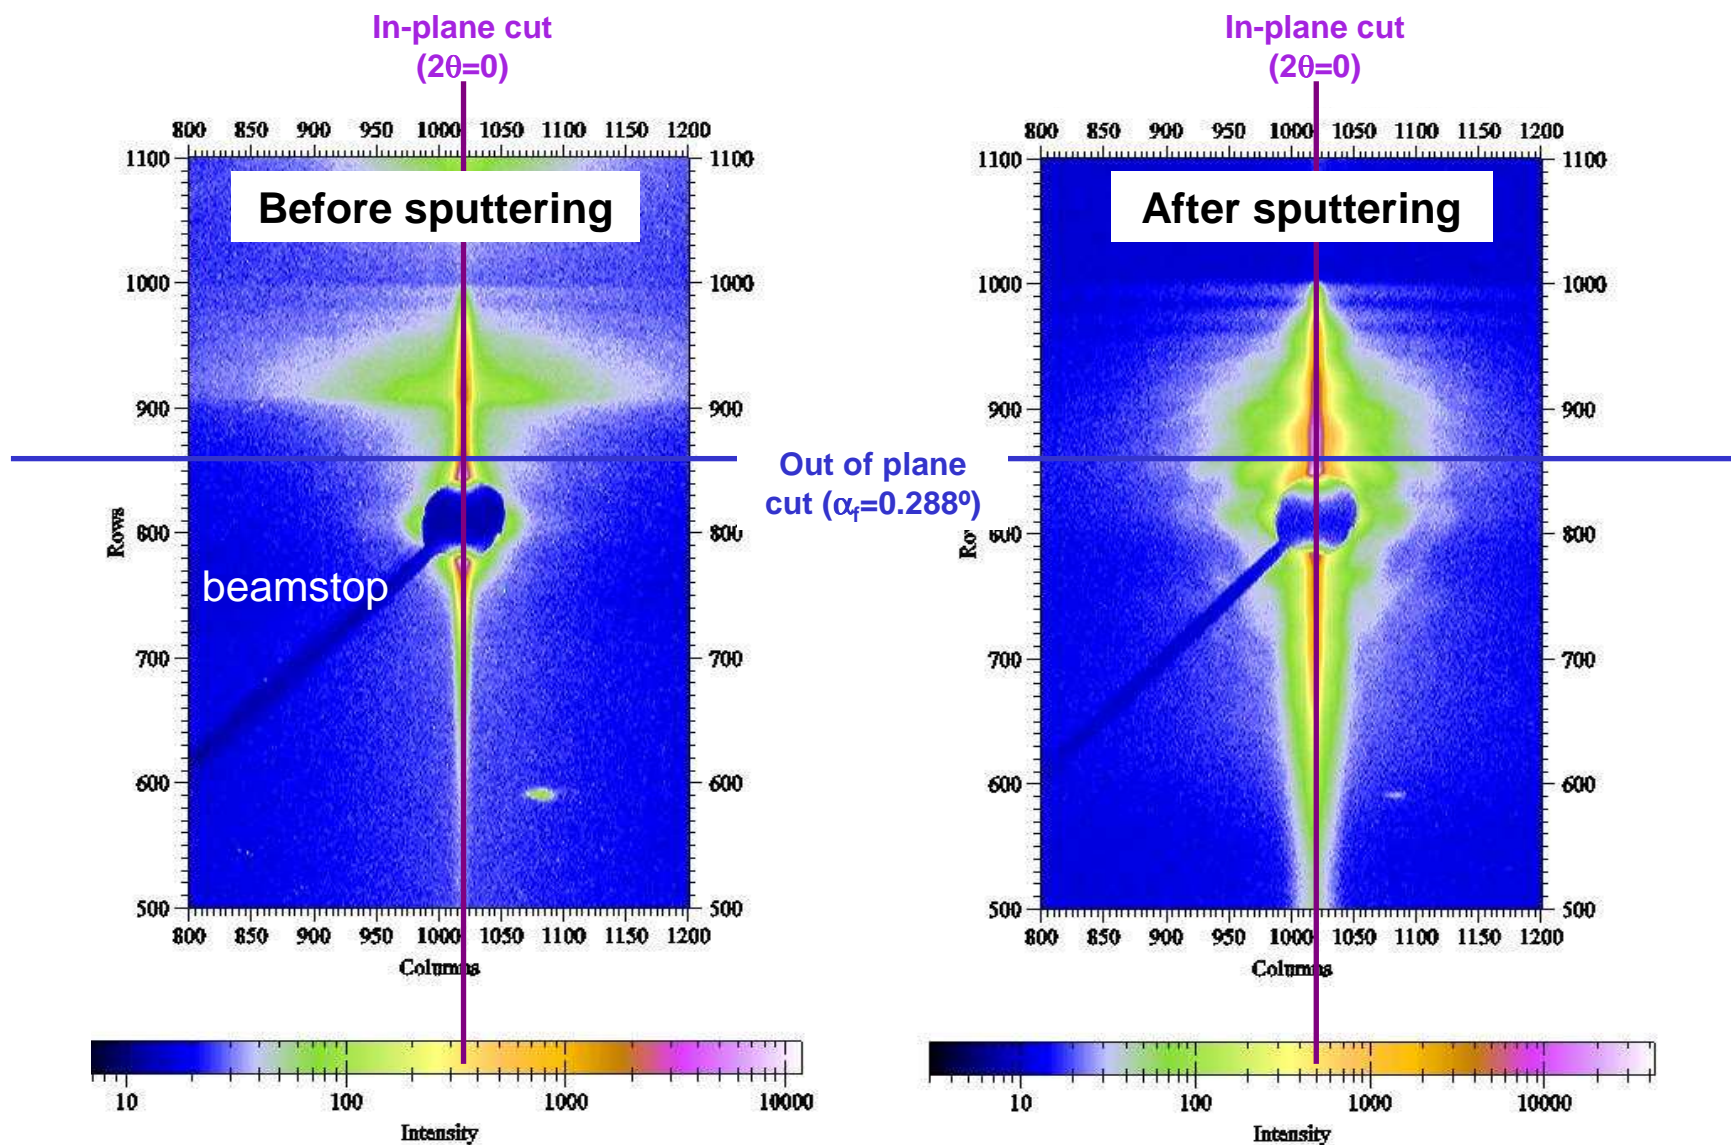 In-plane cut
(2θ=0)
In-plane cut
(2θ=0)
800 850 900 950 1000 1050 1100 1150 1200
800 850 900 950 1000 1050 1100 1150 1200
1100 1100
1100 1100
Before sputtering
After sputtering
1000 1000
1000 1000
900 900
900 900
Out of plane
cut (αf=0.288º)
800 800
800 800
Rows
beamstop
700 700
700 700
600 600
600 600
500 500
500 500
800 850 900 950 1000 1050 1100 1150 1200
800 850 900 950 1000 1050 1100 1150 1200
Columns
Columns
10 100 1000 10000
10 100 1000 10000
Intensity
Intensity